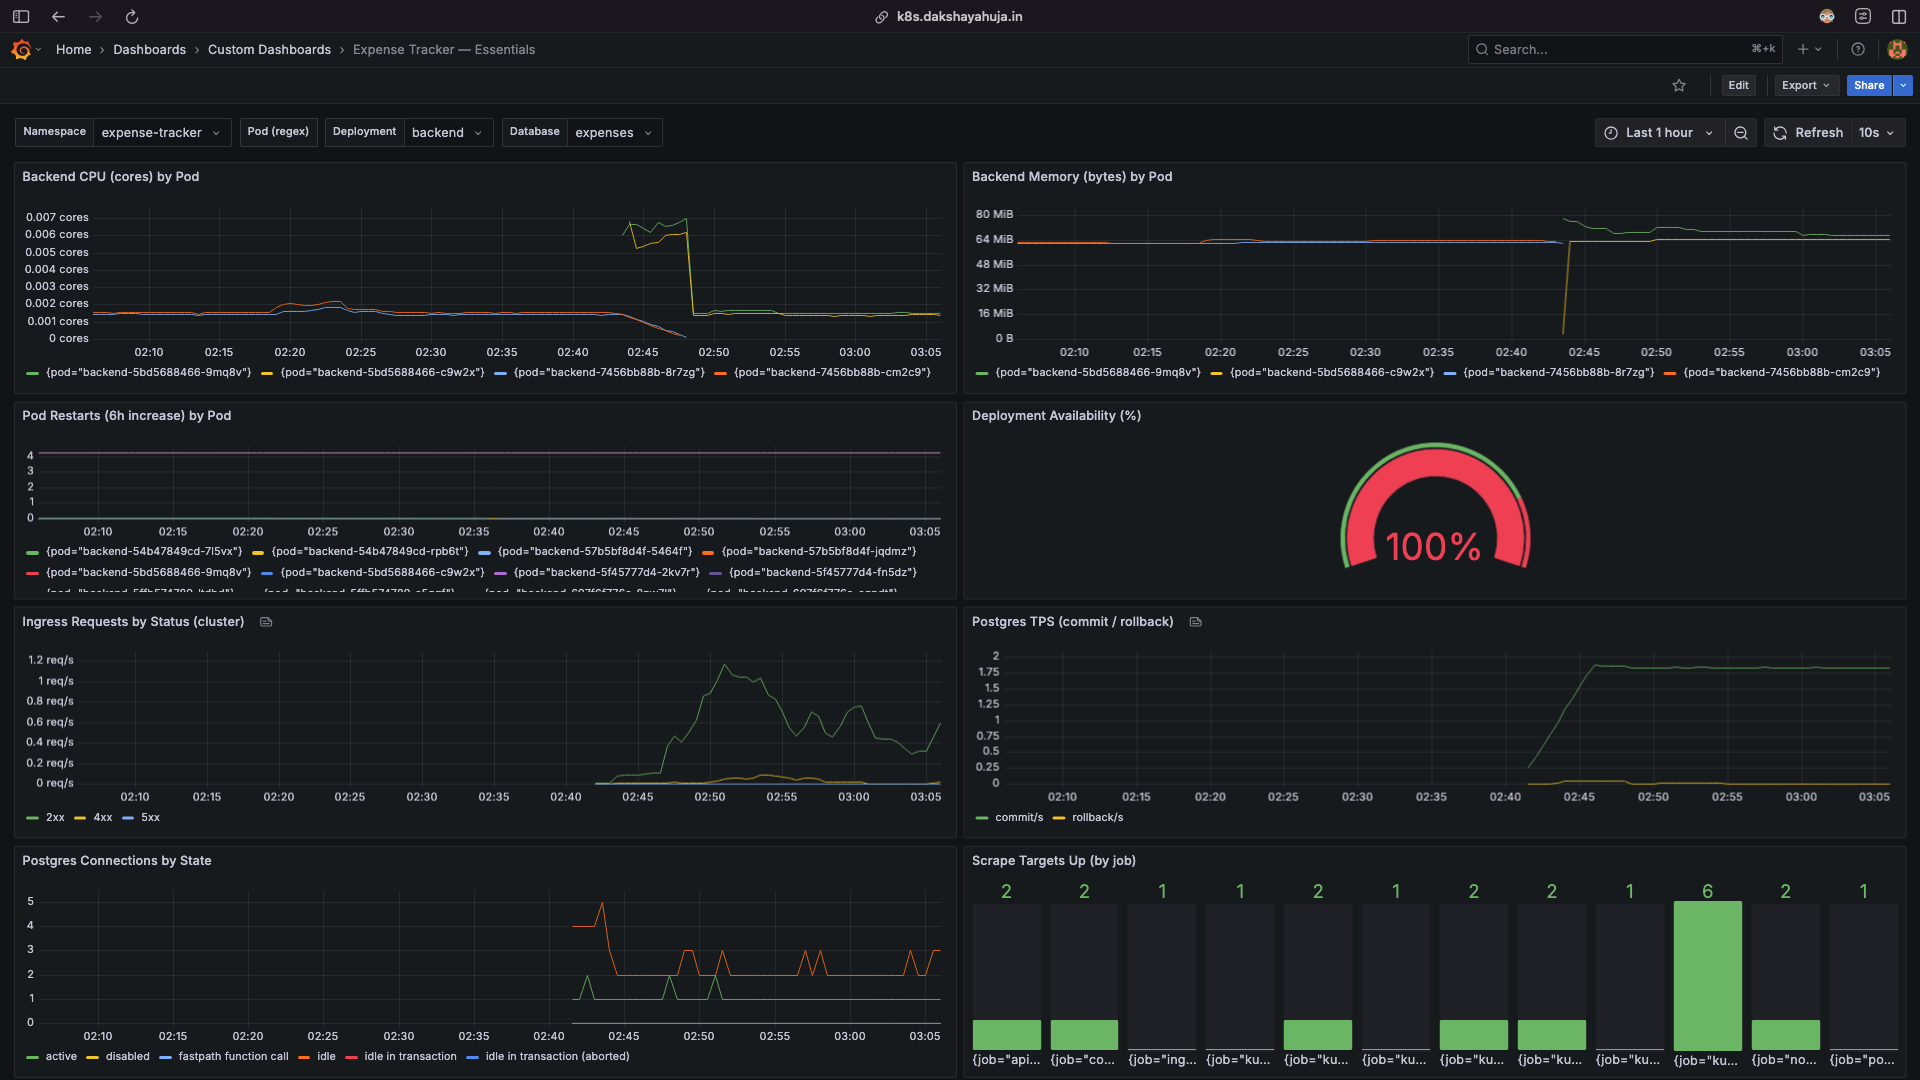 k8s.dakshayahuja.in
Home › Dashboards › Custom Dashboards › Expense Tracker — Essentials
Search... ⌘+k
Edit Export Share
Namespace expense-tracker Pod (regex) Deployment backend Database expenses Last 1 hour Refresh 10s
Backend CPU (cores) by Pod
0.007 cores
0.006 cores
0.005 cores
0.004 cores
0.003 cores
0.002 cores
0.001 cores
0 cores
02:10 02:15 02:20 02:25 02:30 02:35 02:40 02:45 02:50 02:55 03:00 03:05
{pod="backend-5bd5688466-9mq8v"} {pod="backend-5bd5688466-c9w2x"} {pod="backend-7456bb88b-8r7zg"} {pod="backend-7456bb88b-cm2c9"}
Backend Memory (bytes) by Pod
80 MiB
64 MiB
48 MiB
32 MiB
16 MiB
0 B
02:10 02:15 02:20 02:25 02:30 02:35 02:40 02:45 02:50 02:55 03:00 03:05
{pod="backend-5bd5688466-9mq8v"} {pod="backend-5bd5688466-c9w2x"} {pod="backend-7456bb88b-8r7zg"} {pod="backend-7456bb88b-cm2c9"}
Pod Restarts (6h increase) by Pod
4
3
2
1
0
02:10 02:15 02:20 02:25 02:30 02:35 02:40 02:45 02:50 02:55 03:00 03:05
{pod="backend-54b47849cd-7l5vx"} {pod="backend-54b47849cd-rpb6t"} {pod="backend-57b5bf8d4f-5464f"} {pod="backend-57b5bf8d4f-jqdmz"}
{pod="backend-5bd5688466-9mq8v"} {pod="backend-5bd5688466-c9w2x"} {pod="backend-5f45777d4-2kv7r"} {pod="backend-5f45777d4-fn5dz"}
Deployment Availability (%)
100%
Ingress Requests by Status (cluster)
1.2 req/s
1 req/s
0.8 req/s
0.6 req/s
0.4 req/s
0.2 req/s
0 req/s
02:10 02:15 02:20 02:25 02:30 02:35 02:40 02:45 02:50 02:55 03:00 03:05
2xx 4xx 5xx
Postgres TPS (commit / rollback)
2
1.75
1.5
1.25
1
0.75
0.5
0.25
0
02:10 02:15 02:20 02:25 02:30 02:35 02:40 02:45 02:50 02:55 03:00 03:05
commit/s rollback/s
Postgres Connections by State
5
4
3
2
1
0
02:10 02:15 02:20 02:25 02:30 02:35 02:40 02:45 02:50 02:55 03:00 03:05
active disabled fastpath function call idle idle in transaction idle in transaction (aborted)
Scrape Targets Up (by job)
2 2 1 1 2 1 2 2 1 6 2 1
{job="api... {job="co... {job="ing... {job="ku... {job="ku... {job="ku... {job="ku... {job="ku... {job="ku... {job="ku... {job="no... {job="po...